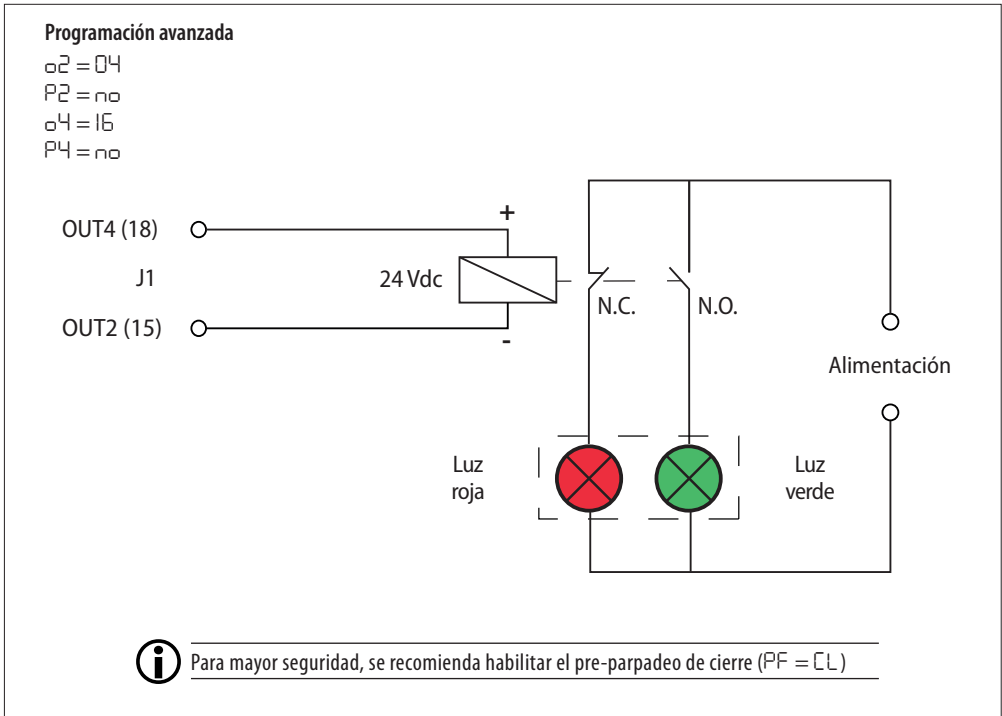 Programación avanzada
o2 = 04
P2 = no
o4 = 16
P4 = no
OUT4 (18)
J1
OUT2 (15)
24 Vdc
+
-
N.C.
N.O.
Alimentación
Luz
roja
Luz
verde
Para mayor seguridad, se recomienda habilitar el pre-parpadeo de cierre (PF = CL)